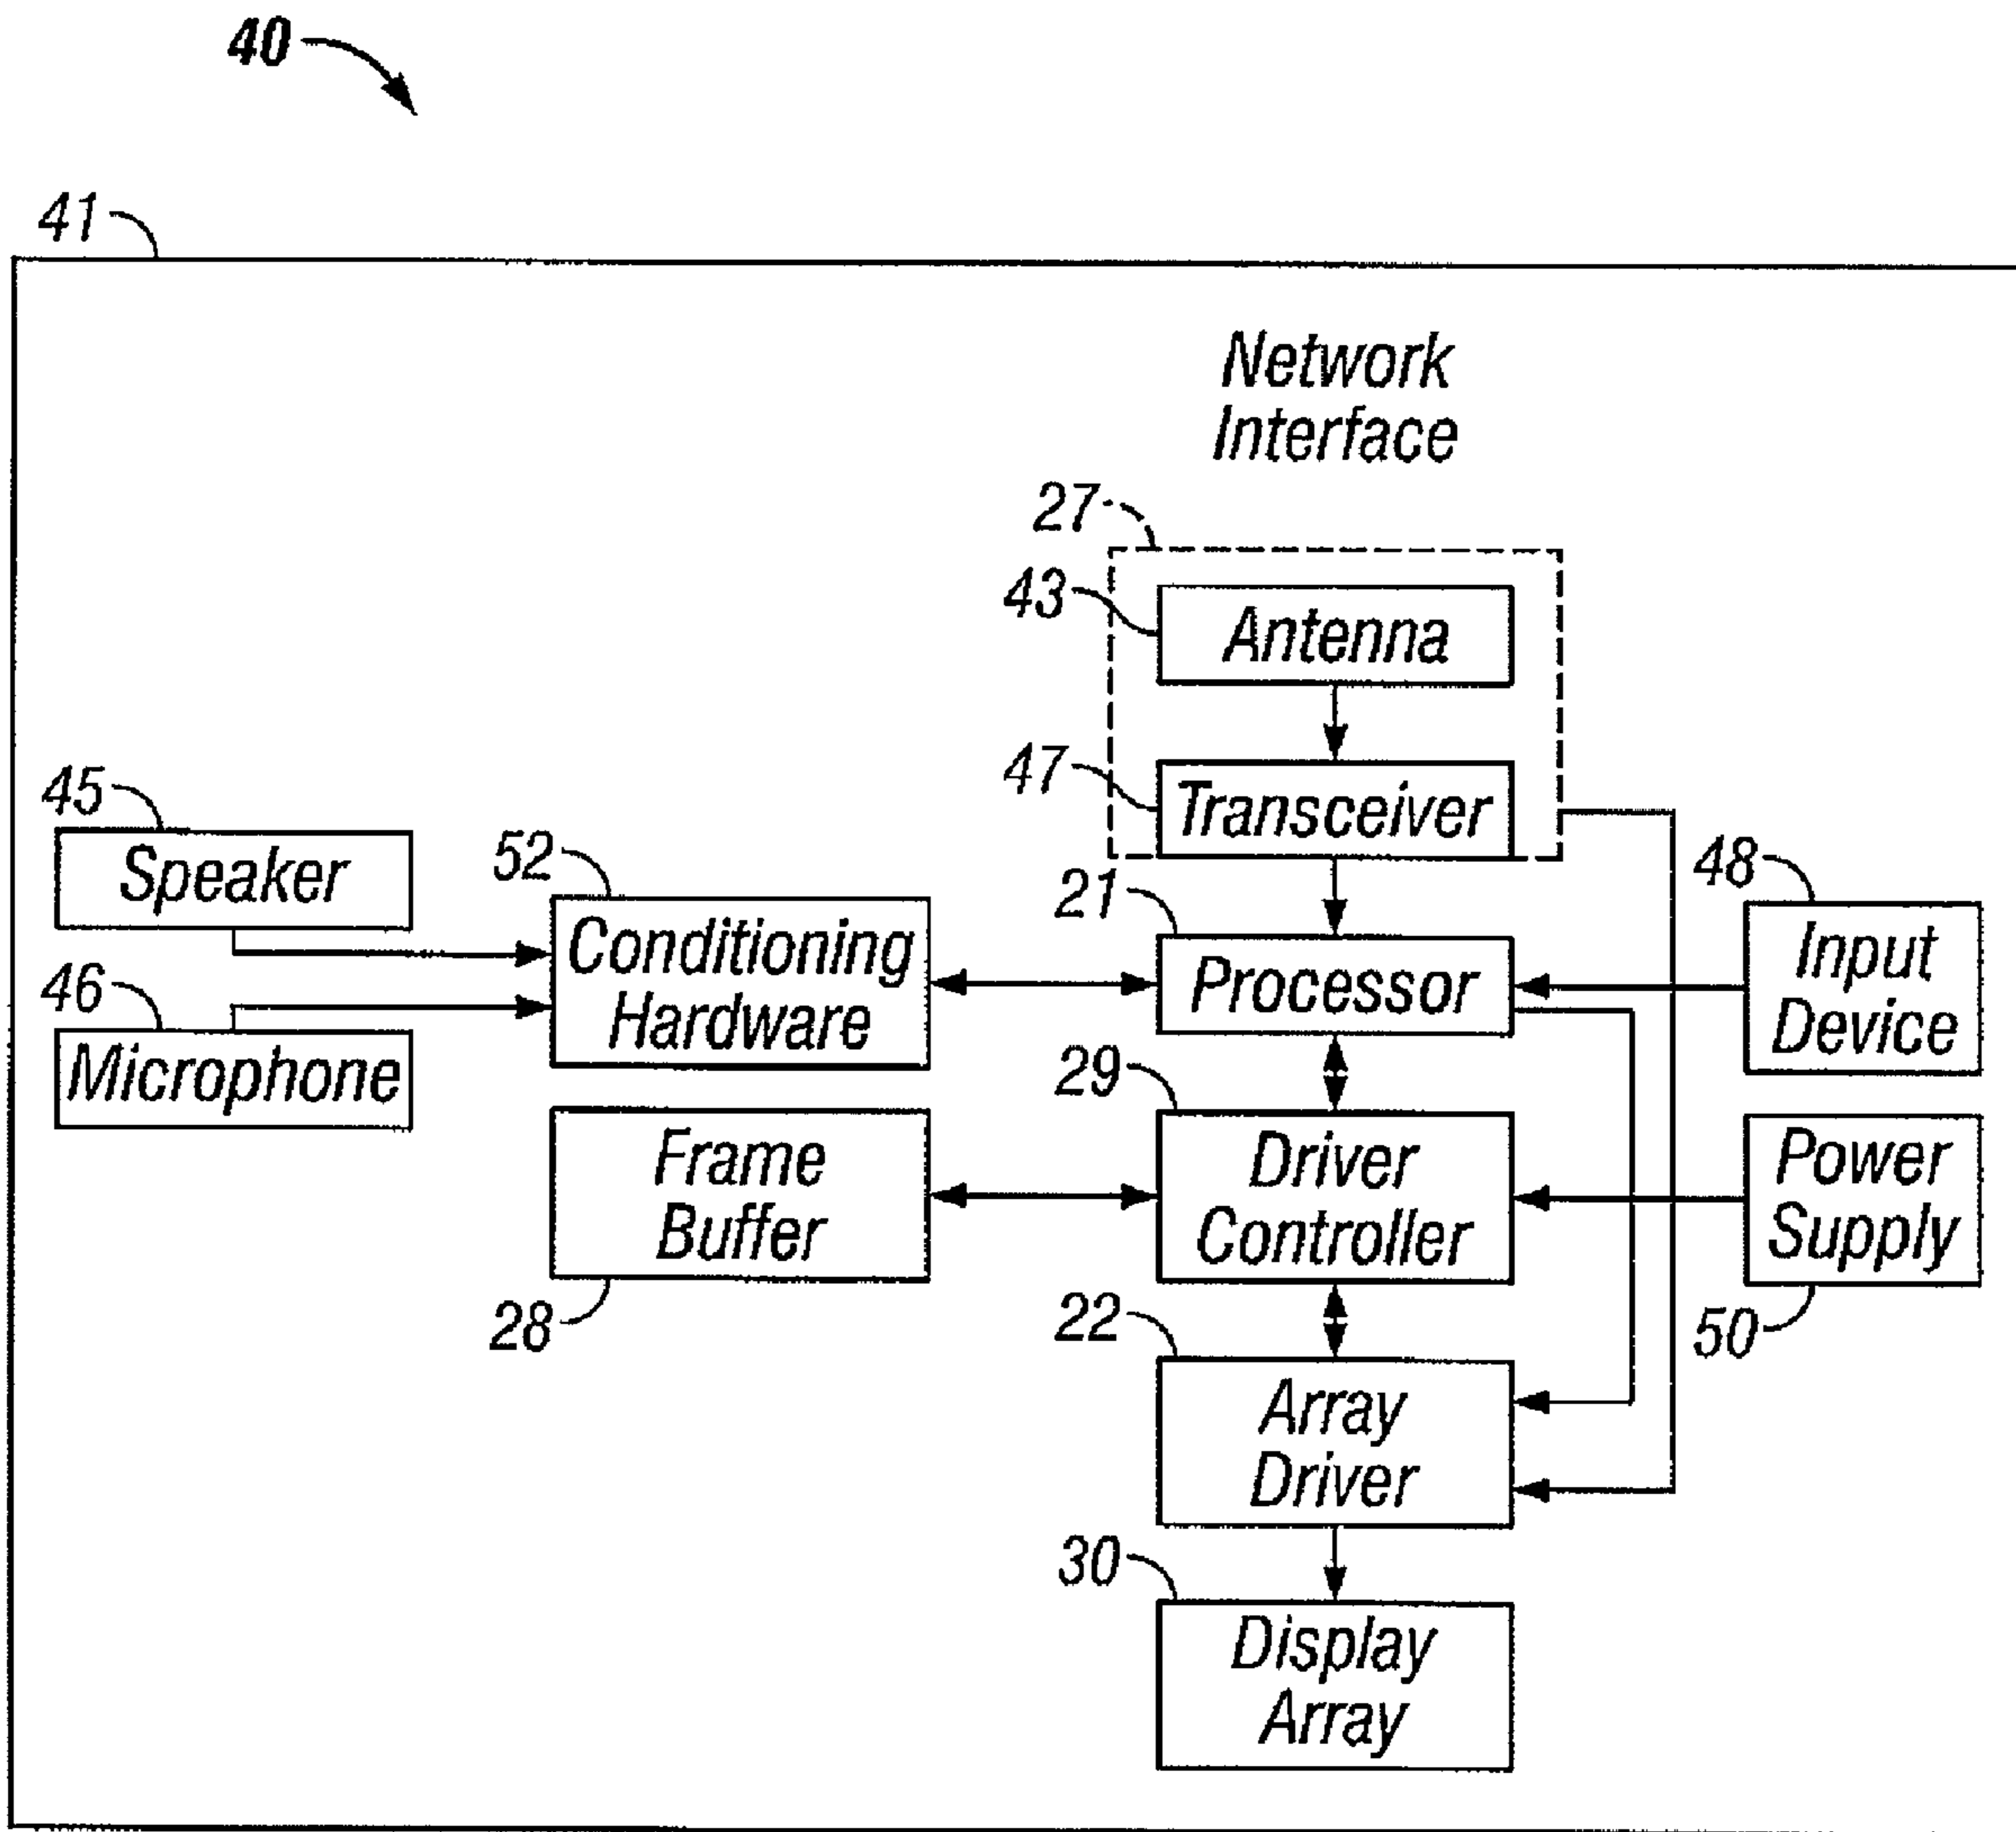 40
41
Network
Interface
27
43
Antenna
47
Transceiver
45
Speaker
52
Conditioning
Hardware
21
Processor
48
Input
Device
46
Microphone
29
Driver
Controller
Frame
Buffer
28
Power
Supply
50
22
Array
Driver
30
Display
Array